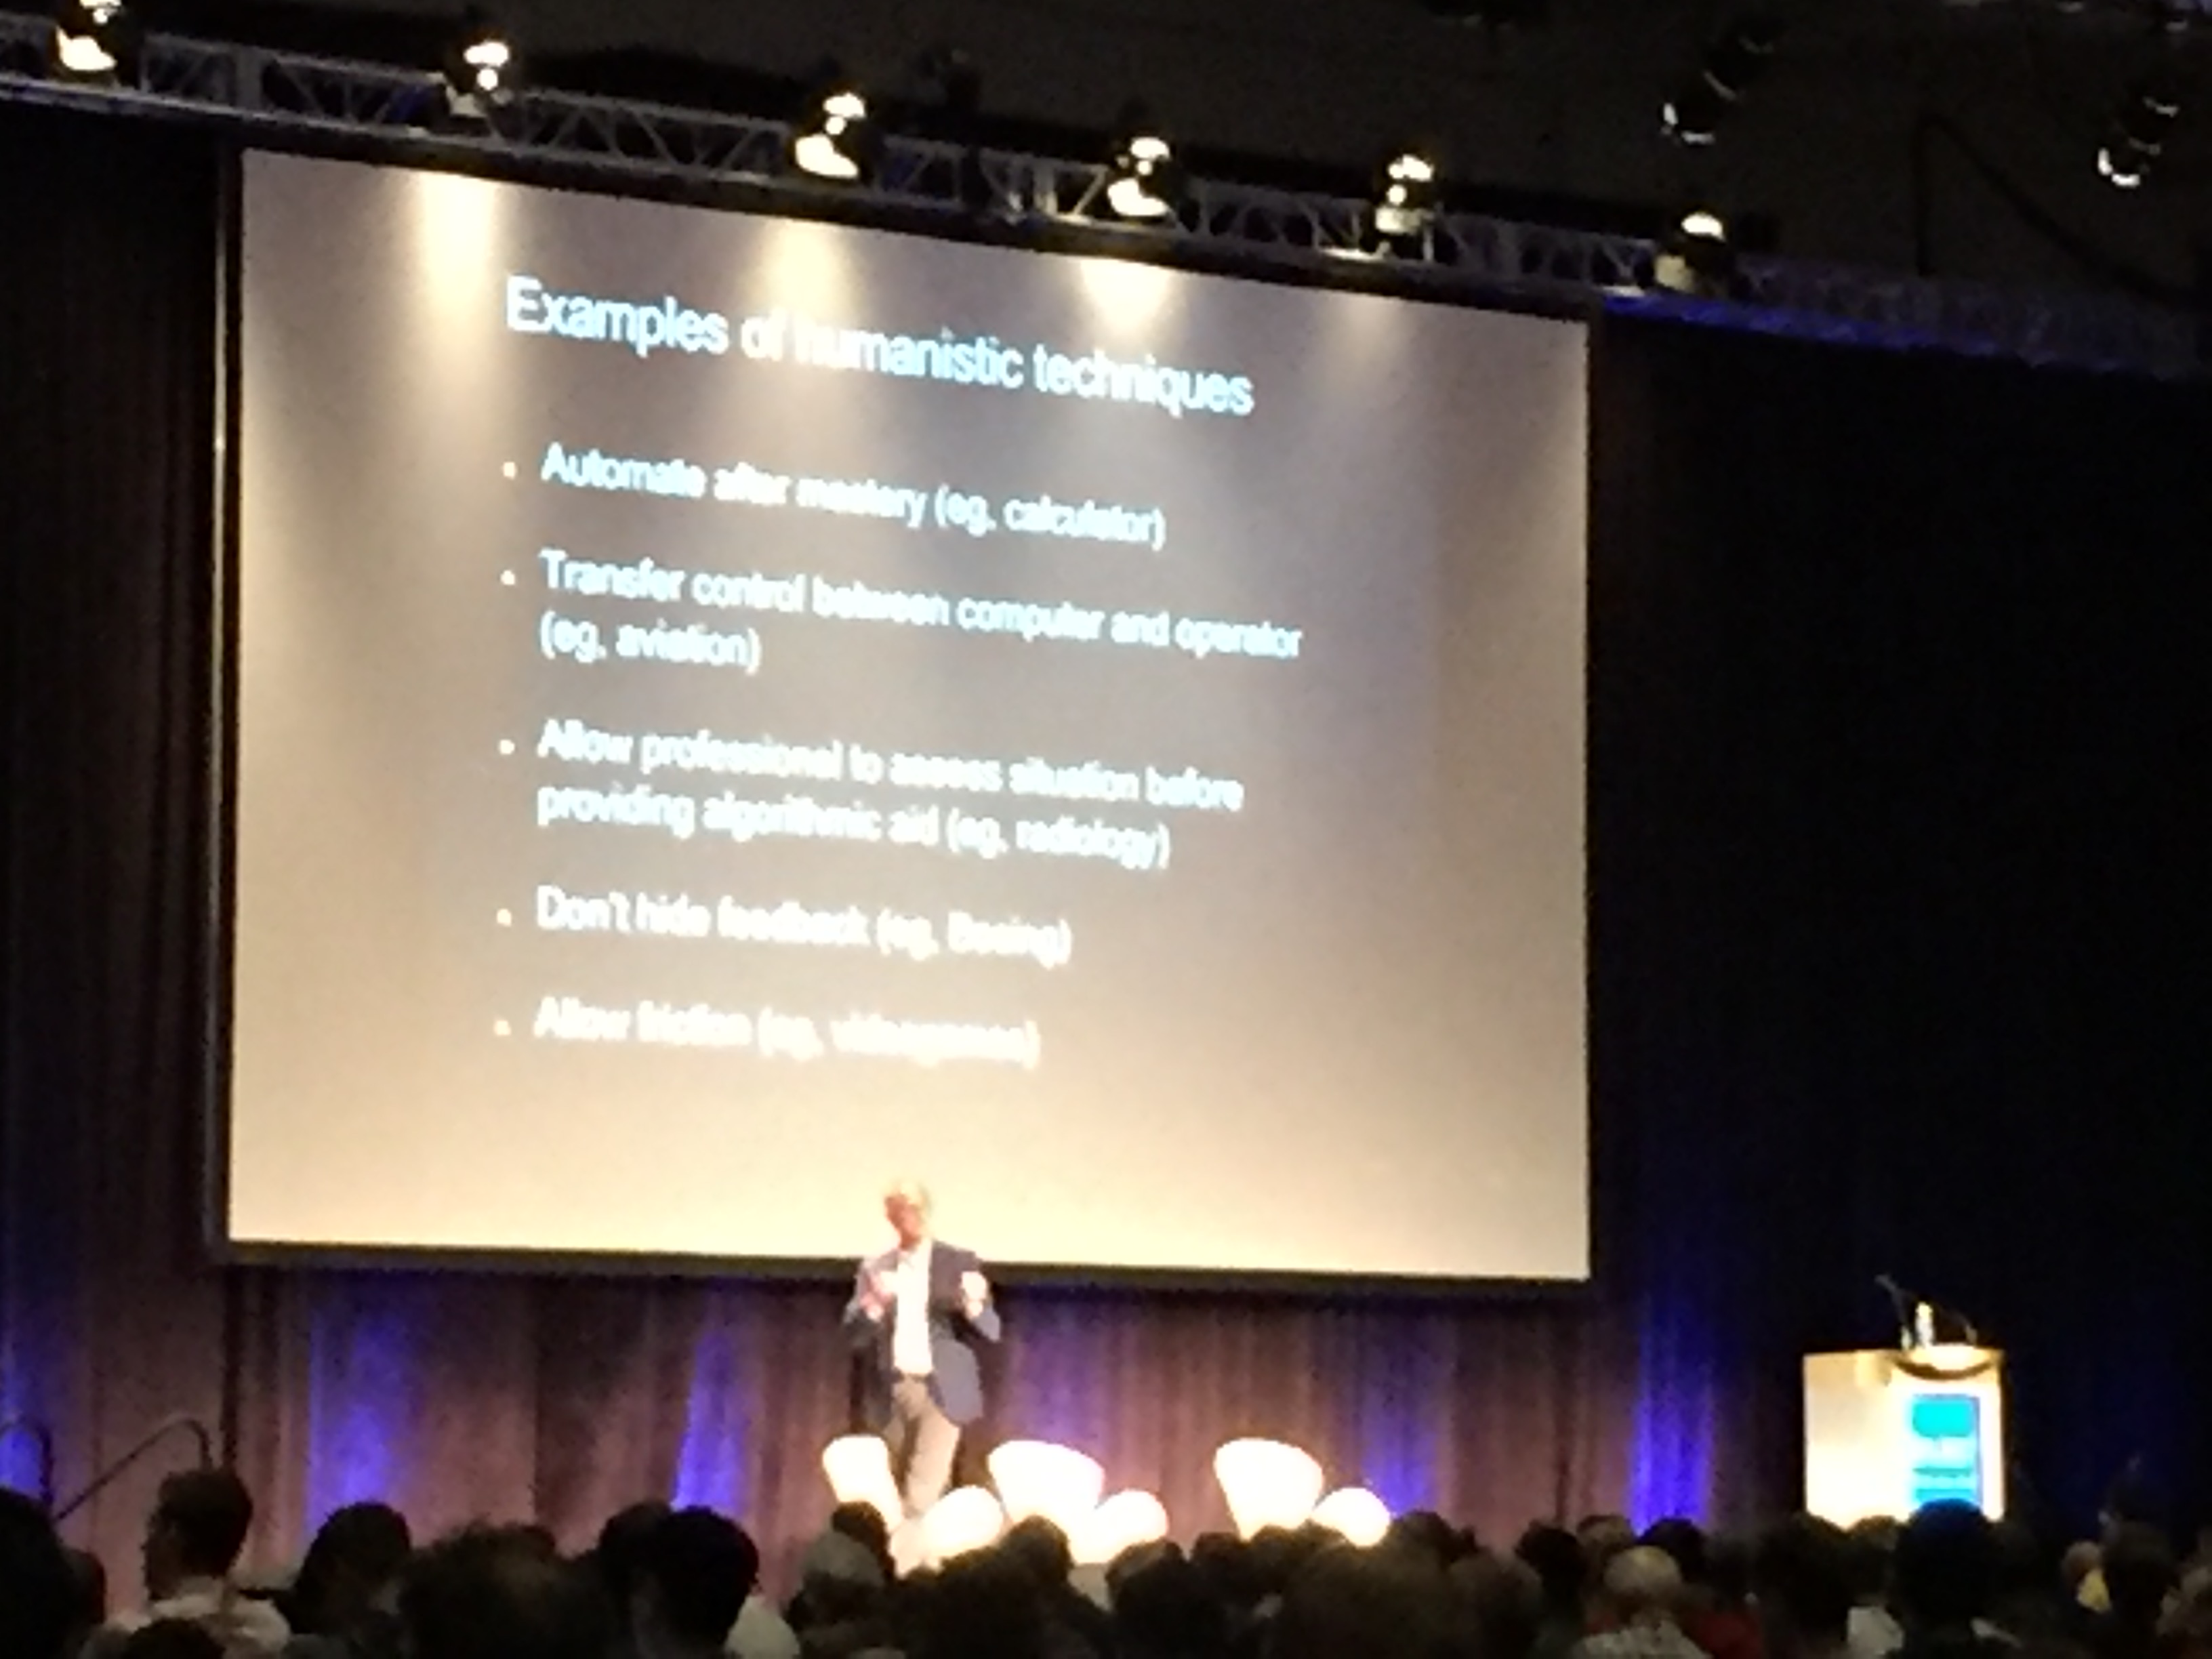 Examples of humanistic techniques
Automate after mastery (eg, calculator)
Transfer control between computer and operator
(eg, aviation)
Allow professional to assess situation before
providing algorithmic aid (eg, radiology)
Don't hide feedback (eg, Boeing)
Allow friction (eg, videogames)